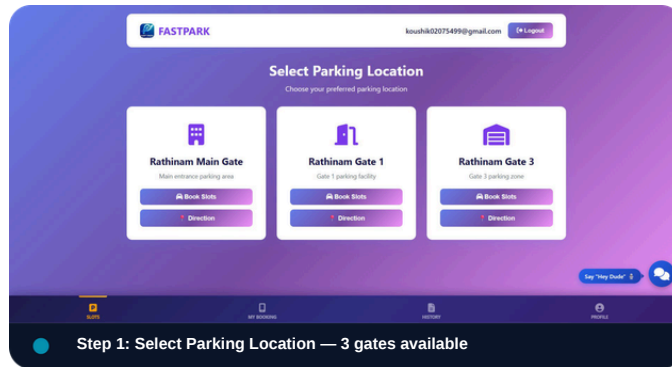 FASTPARK
koushik02075499@gmail.com
Logout
Select Parking Location
Choose your preferred parking location
Rathinam Main Gate
Main entrance parking area
Book Slots
Direction
Rathinam Gate 1
Gate 1 parking facility
Book Slots
Direction
Rathinam Gate 3
Gate 3 parking zone
Book Slots
Direction
Say "Hey Dude"
SLOTS
MY BOOKING
HISTORY
PROFILE
Step 1: Select Parking Location — 3 gates available